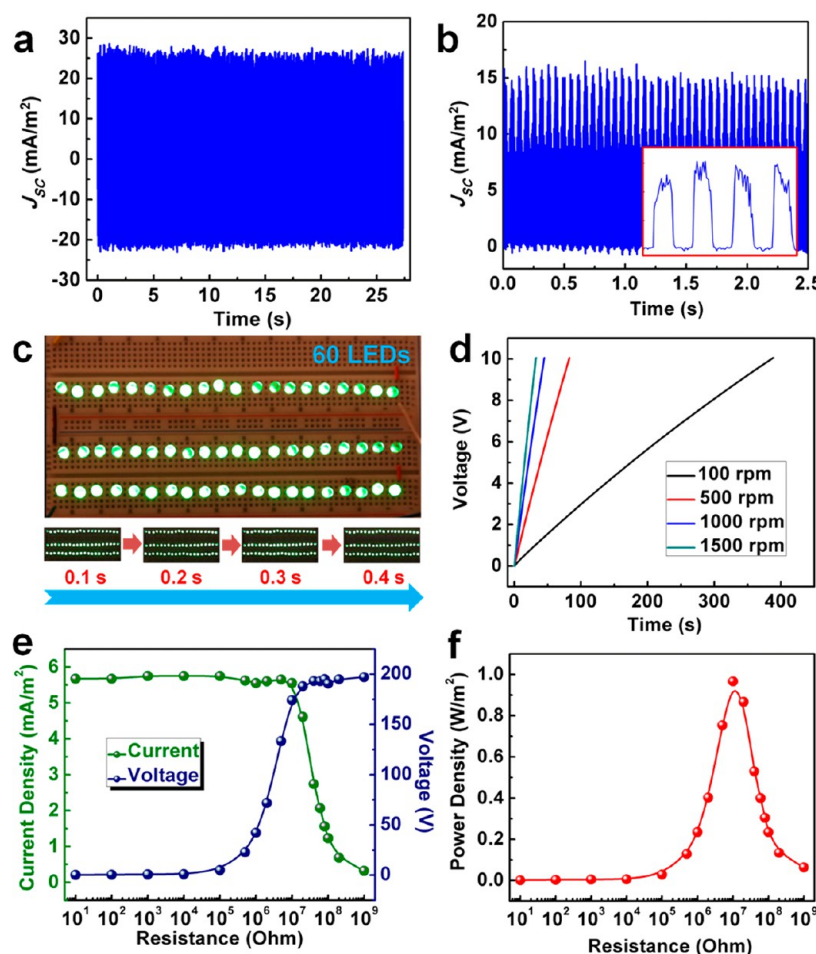 a
30
20
10
0
-10
-20
-30
J_SC (mA/m²)
0 5 10 15 20 25
Time (s)
b
20
15
10
5
0
J_SC (mA/m²)
0.0 0.5 1.0 1.5 2.0 2.5
Time (s)
c
60 LEDs
0.1 s 0.2 s 0.3 s 0.4 s
d
10
8
6
4
2
0
Voltage (V)
100 rpm
500 rpm
1000 rpm
1500 rpm
0 100 200 300 400
Time (s)
e
6
5
4
3
2
1
0
Current Density (mA/m²)
Current
Voltage
200
150
100
50
0
Voltage (V)
10¹ 10² 10³ 10⁴ 10⁵ 10⁶ 10⁷ 10⁸ 10⁹
Resistance (Ohm)
f
1.0
0.8
0.6
0.4
0.2
0.0
Power Density (W/m²)
10¹ 10² 10³ 10⁴ 10⁵ 10⁶ 10⁷ 10⁸ 10⁹
Resistance (Ohm)